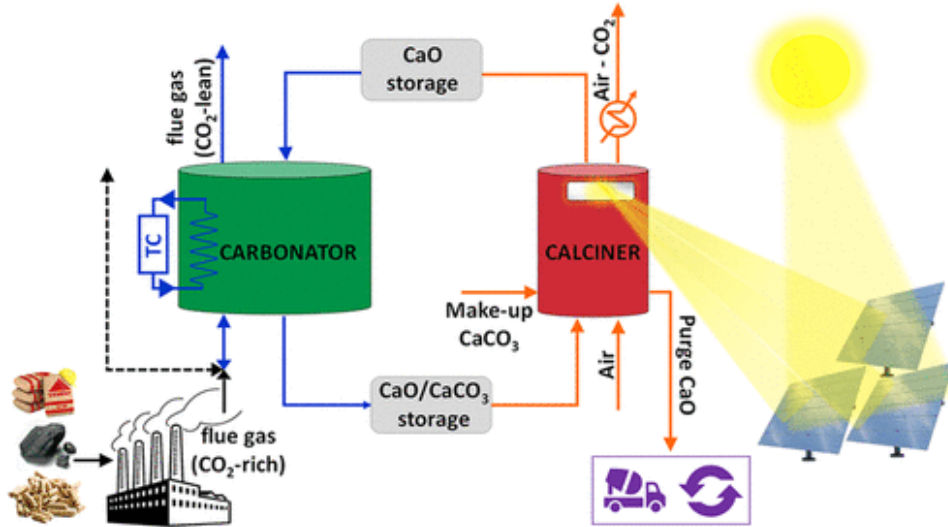 CaO
storage
flue gas
(CO₂-lean)
Air - CO₂
TC
CARBONATOR
CALCINER
Make-up
CaCO₃
Air
Purge CaO
CaO/CaCO₃
storage
flue gas
(CO₂-rich)